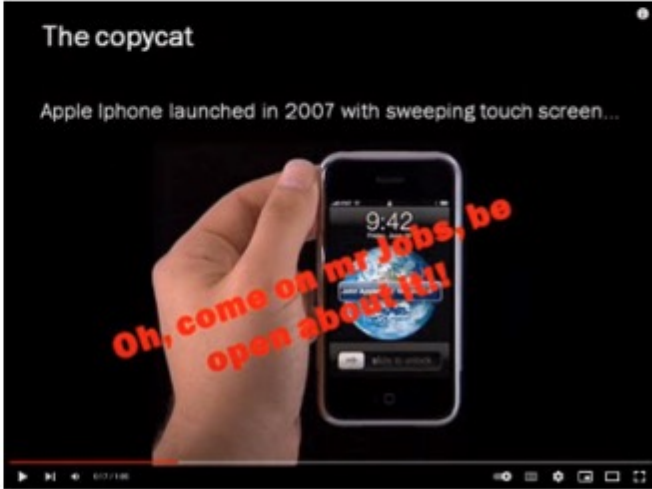 The copycat
Apple Iphone launched in 2007 with sweeping touch screen...
9:42
Oh, come on mr Jobs, be
open about it!!
slide to unlock